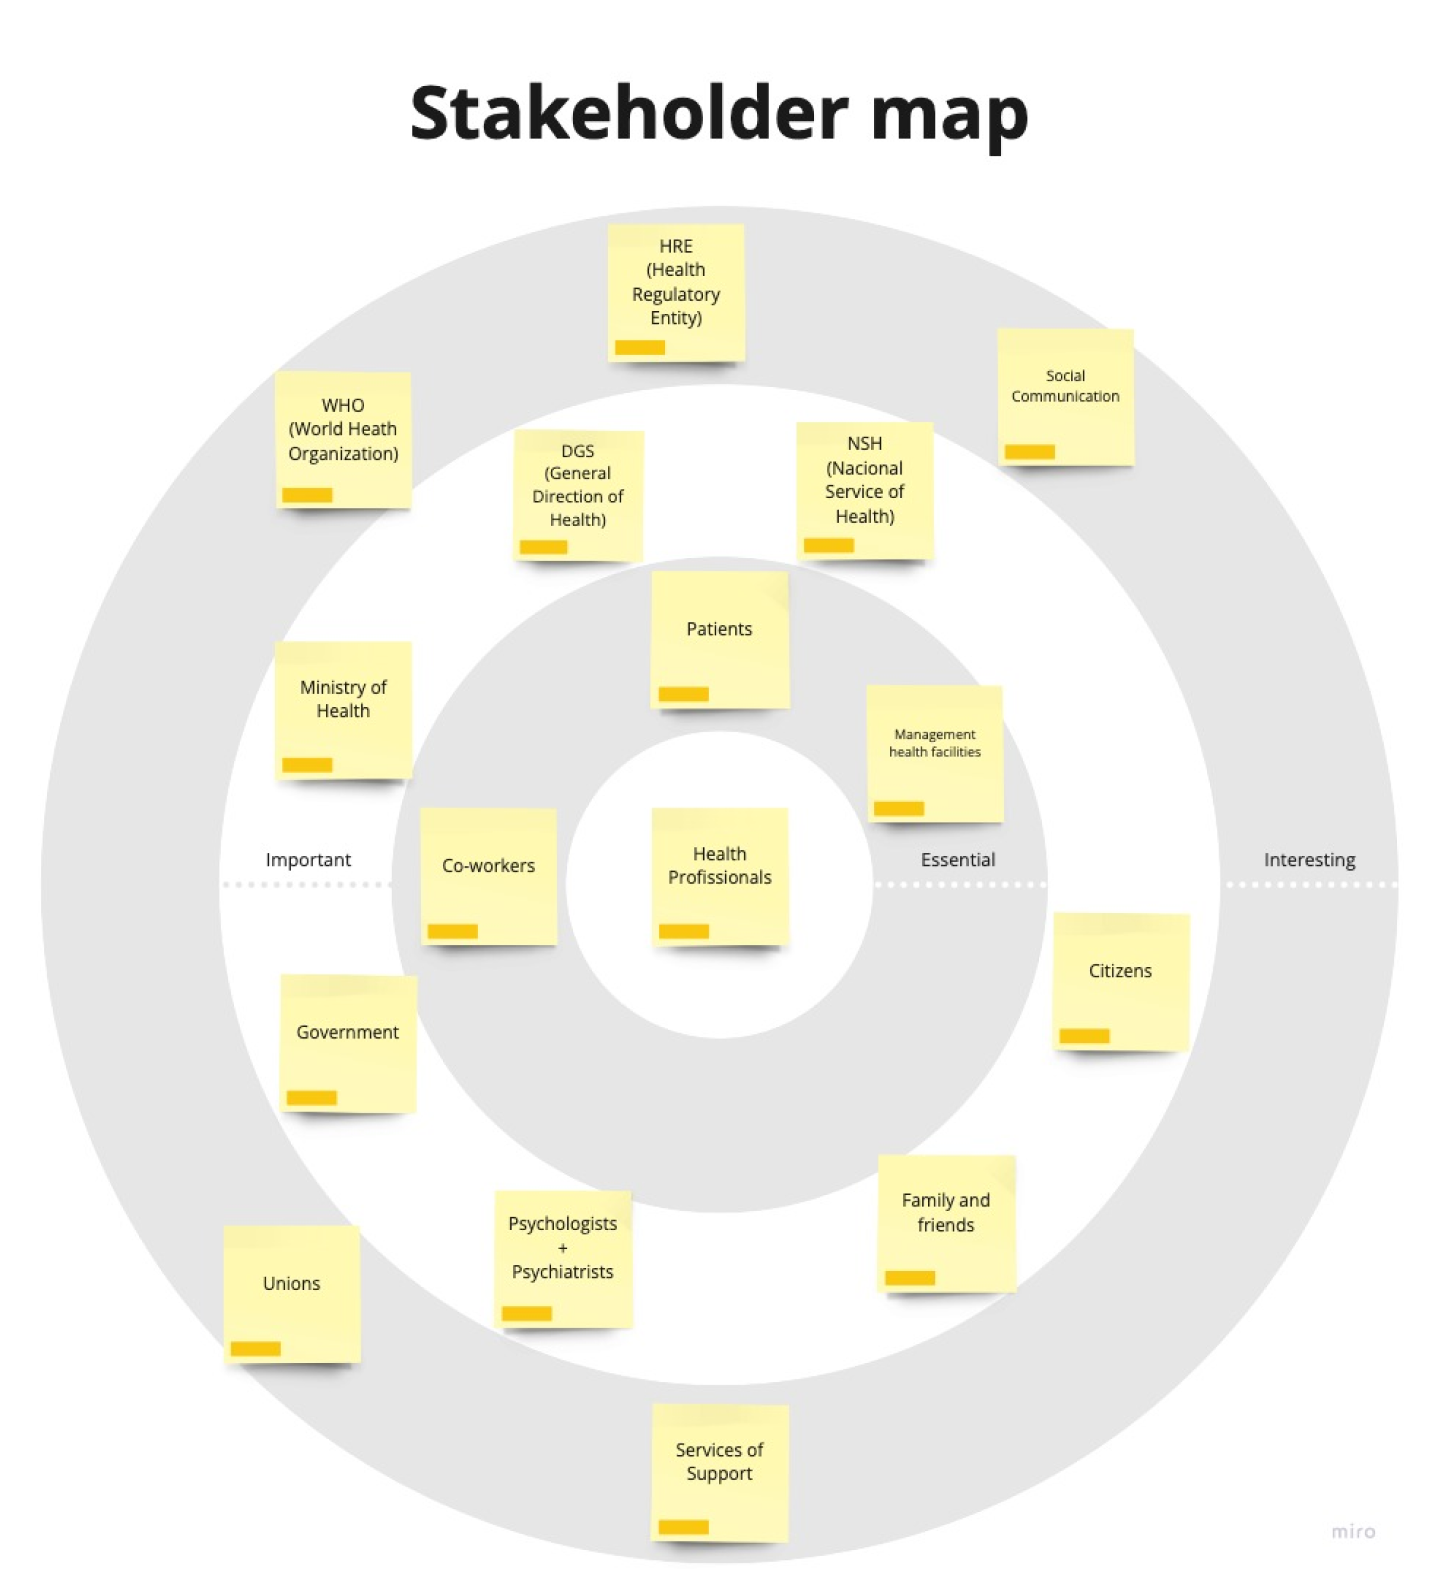 Stakeholder map
HRE
(Health
Regulatory
Entity)
Social
Communication
WHO
(World Heath
Organization)
DGS
(General
Direction of
Health)
NSH
(Nacional
Service of
Health)
Patients
Ministry of
Health
Management
health facilities
Co-workers
Health
Profissionals
Important
Essential
Interesting
Citizens
Government
Family and
friends
Psychologists
+
Psychiatrists
Unions
Services of
Support
miro